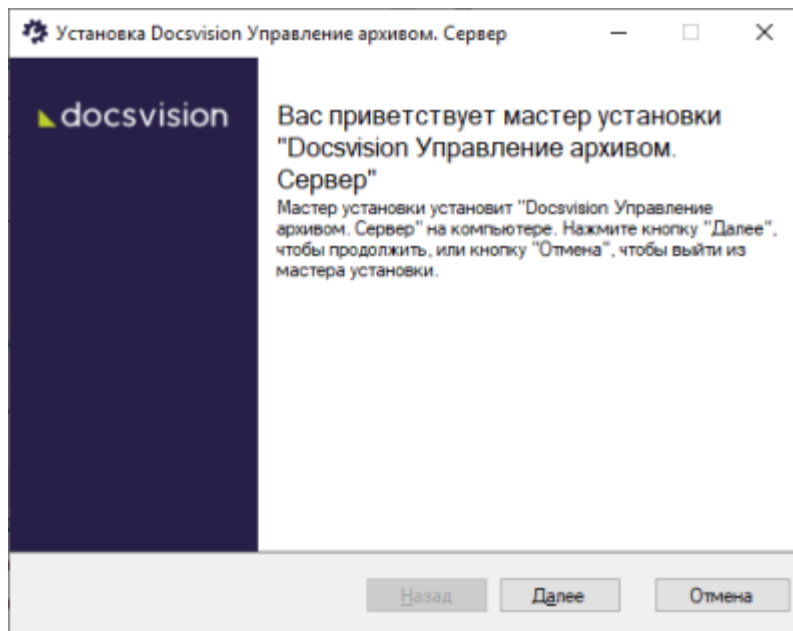 Установка Docsvision Управление архивом. Сервер
docsvision
Вас приветствует мастер установки
"Docsvision Управление архивом.
Сервер"
Мастер установки установит "Docsvision Управление
архивом. Сервер" на компьютере. Нажмите кнопку "Далее",
чтобы продолжить, или кнопку "Отмена", чтобы выйти из
мастера установки.
Назад Далее Отмена